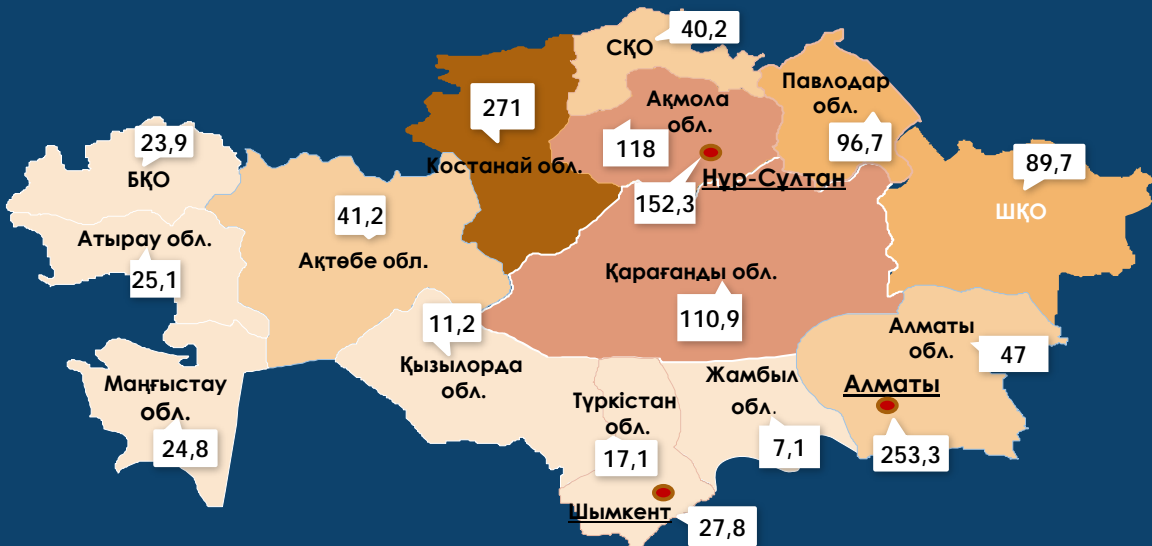 40,2
СҚО
271
Костанай обл.
Ақмола
обл.
118
Нұр-Сұлтан
152,3
Павлодар
обл.
96,7
89,7
ШҚО
23,9
БҚО
Атырау обл.
25,1
41,2
Ақтөбе обл.
Қарағанды обл.
110,9
11,2
Қызылорда
обл.
Маңғыстау
обл.
24,8
Түркістан
обл.
17,1
Шымкент
27,8
Жамбыл
обл.
7,1
Алматы
обл.
47
Алматы
253,3